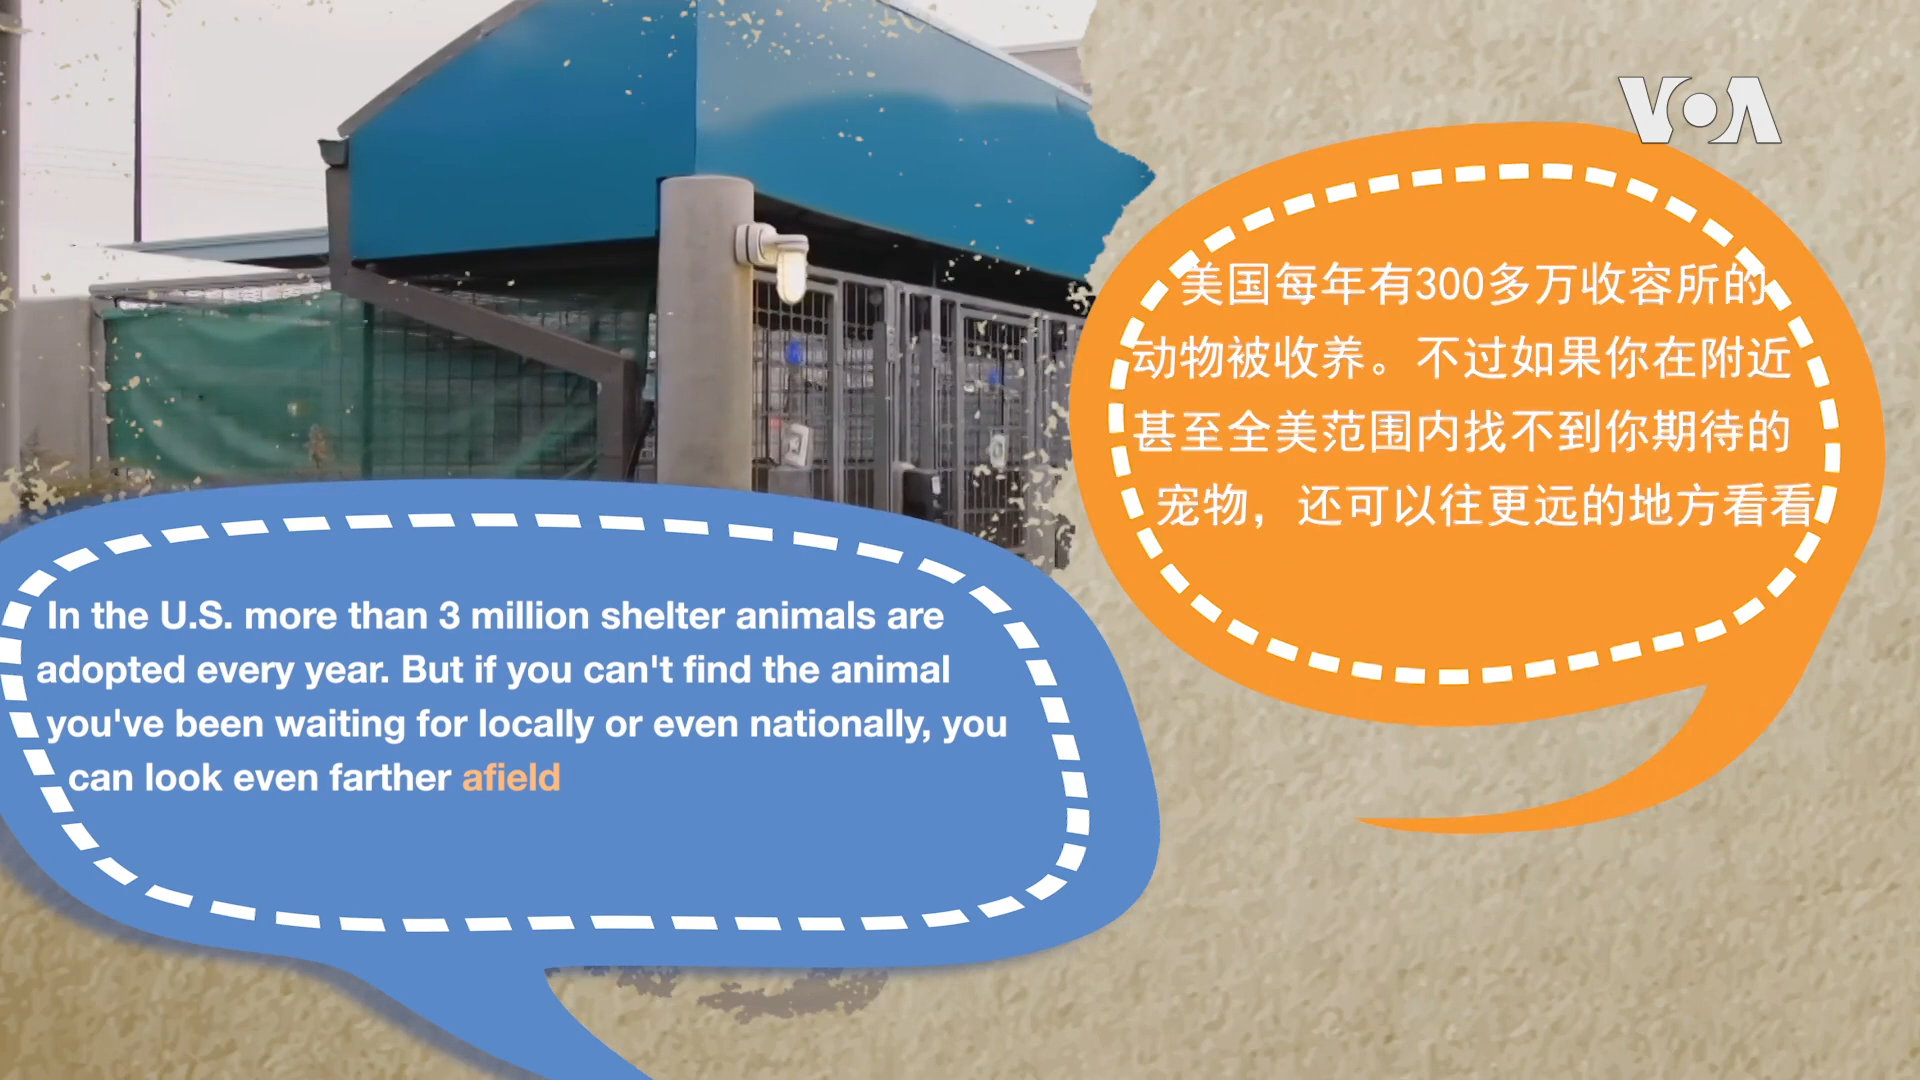 VOA
美国每年有300多万收容所的
动物被收养。不过如果你在附近
甚至全美范围内找不到你期待的
宠物，还可以往更远的地方看看
In the U.S. more than 3 million shelter animals are
adopted every year. But if you can't find the animal
you've been waiting for locally or even nationally, you
can look even farther afield